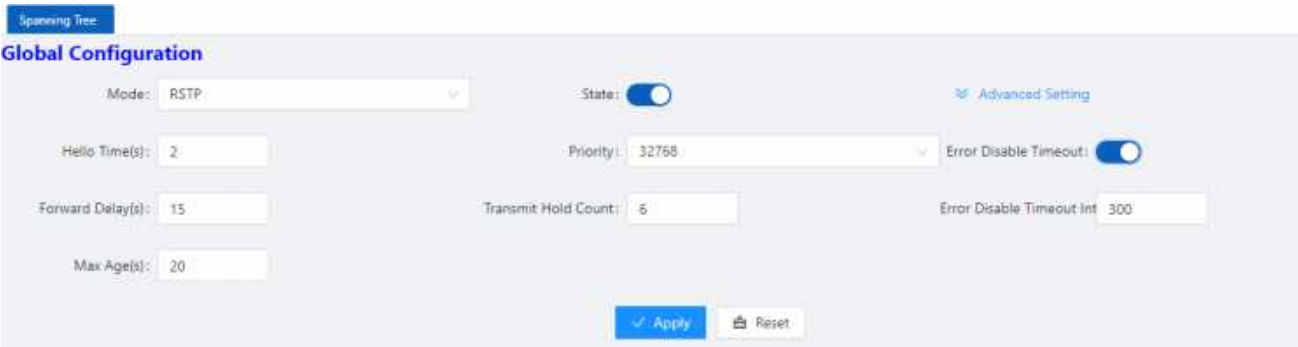 Spanning Tree
Global Configuration
Mode: RSTP State: Advanced Setting
Hello Time(s): 2 Priority: 32768 Error Disable Timeout:
Forward Delay(s): 15 Transmit Hold Count: 6 Error Disable Timeout Int 300
Max Age(s): 20
Apply Reset